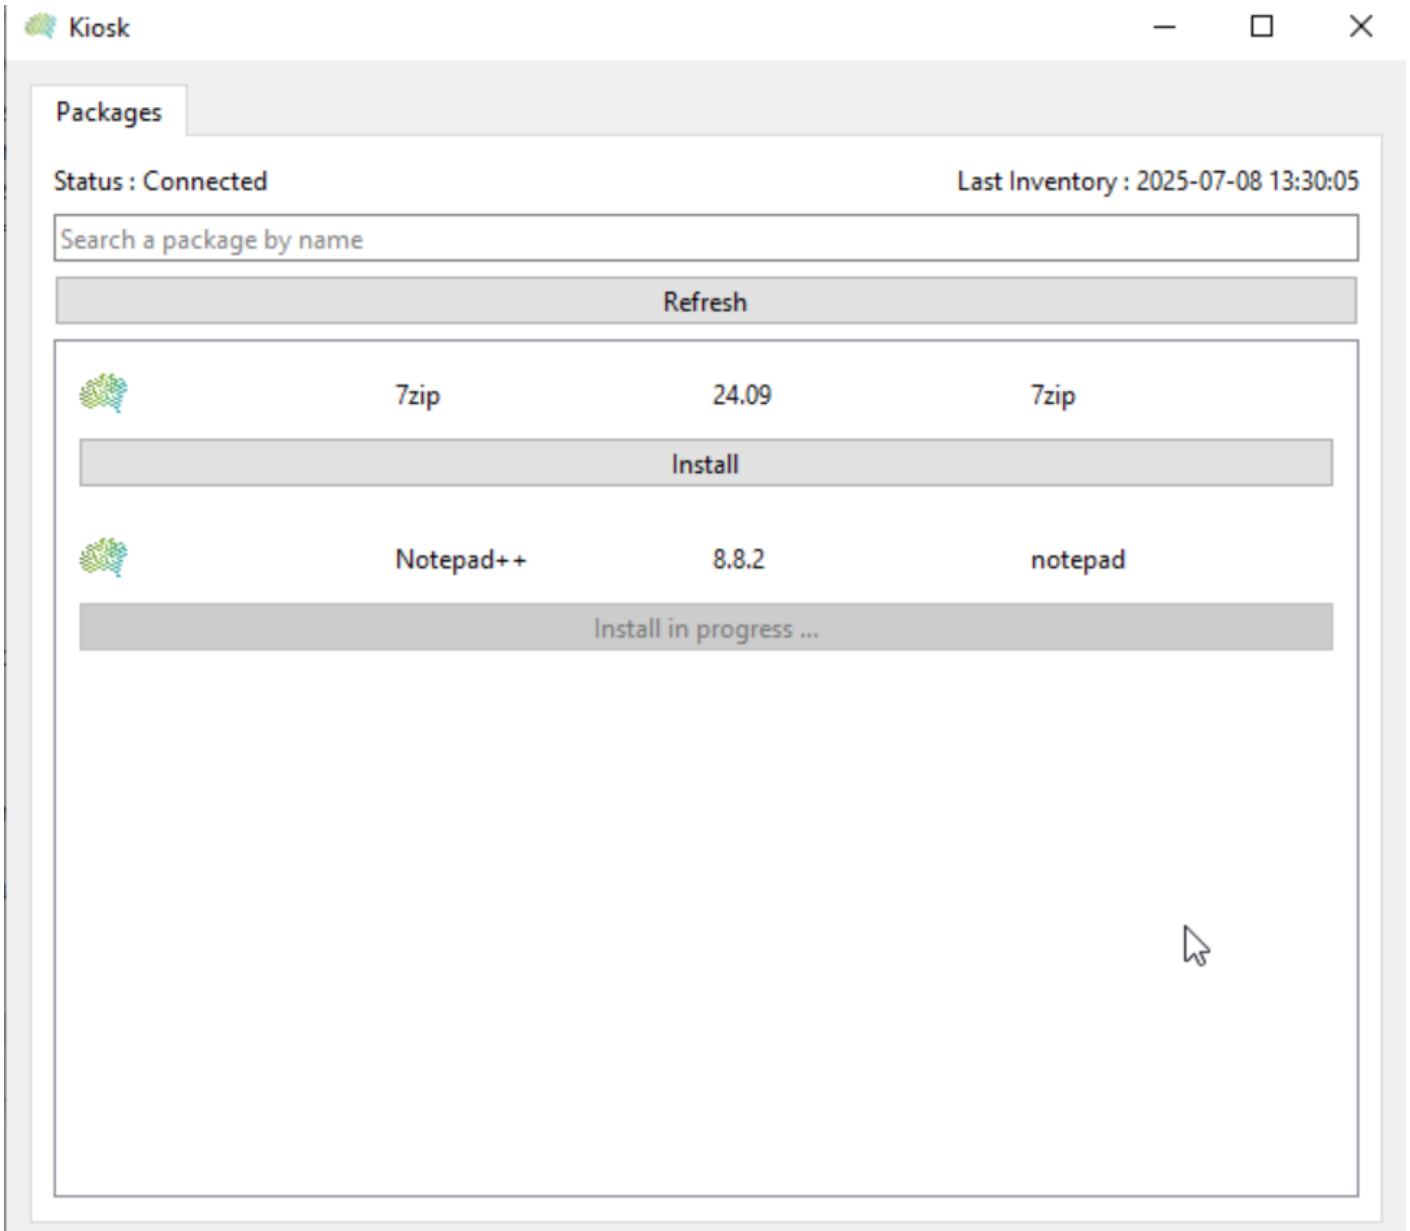 Kiosk
Packages
Status : Connected Last Inventory : 2025-07-08 13:30:05
Search a package by name
Refresh
7zip 24.09 7zip
Install
Notepad++ 8.8.2 notepad
Install in progress ...